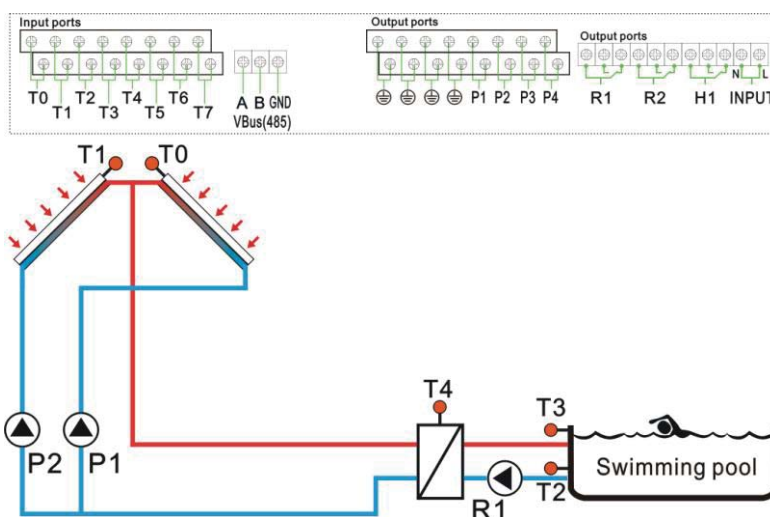 Input ports
T0 T2 T4 T6
T1 T3 T5 T7
A B GND
VBus(485)
Output ports
P1 P2 P3 P4
Output ports
L L L N L
R1 R2 H1 INPUT
T1 T0
P2 P1
T4
R1
T3
T2
Swimming pool